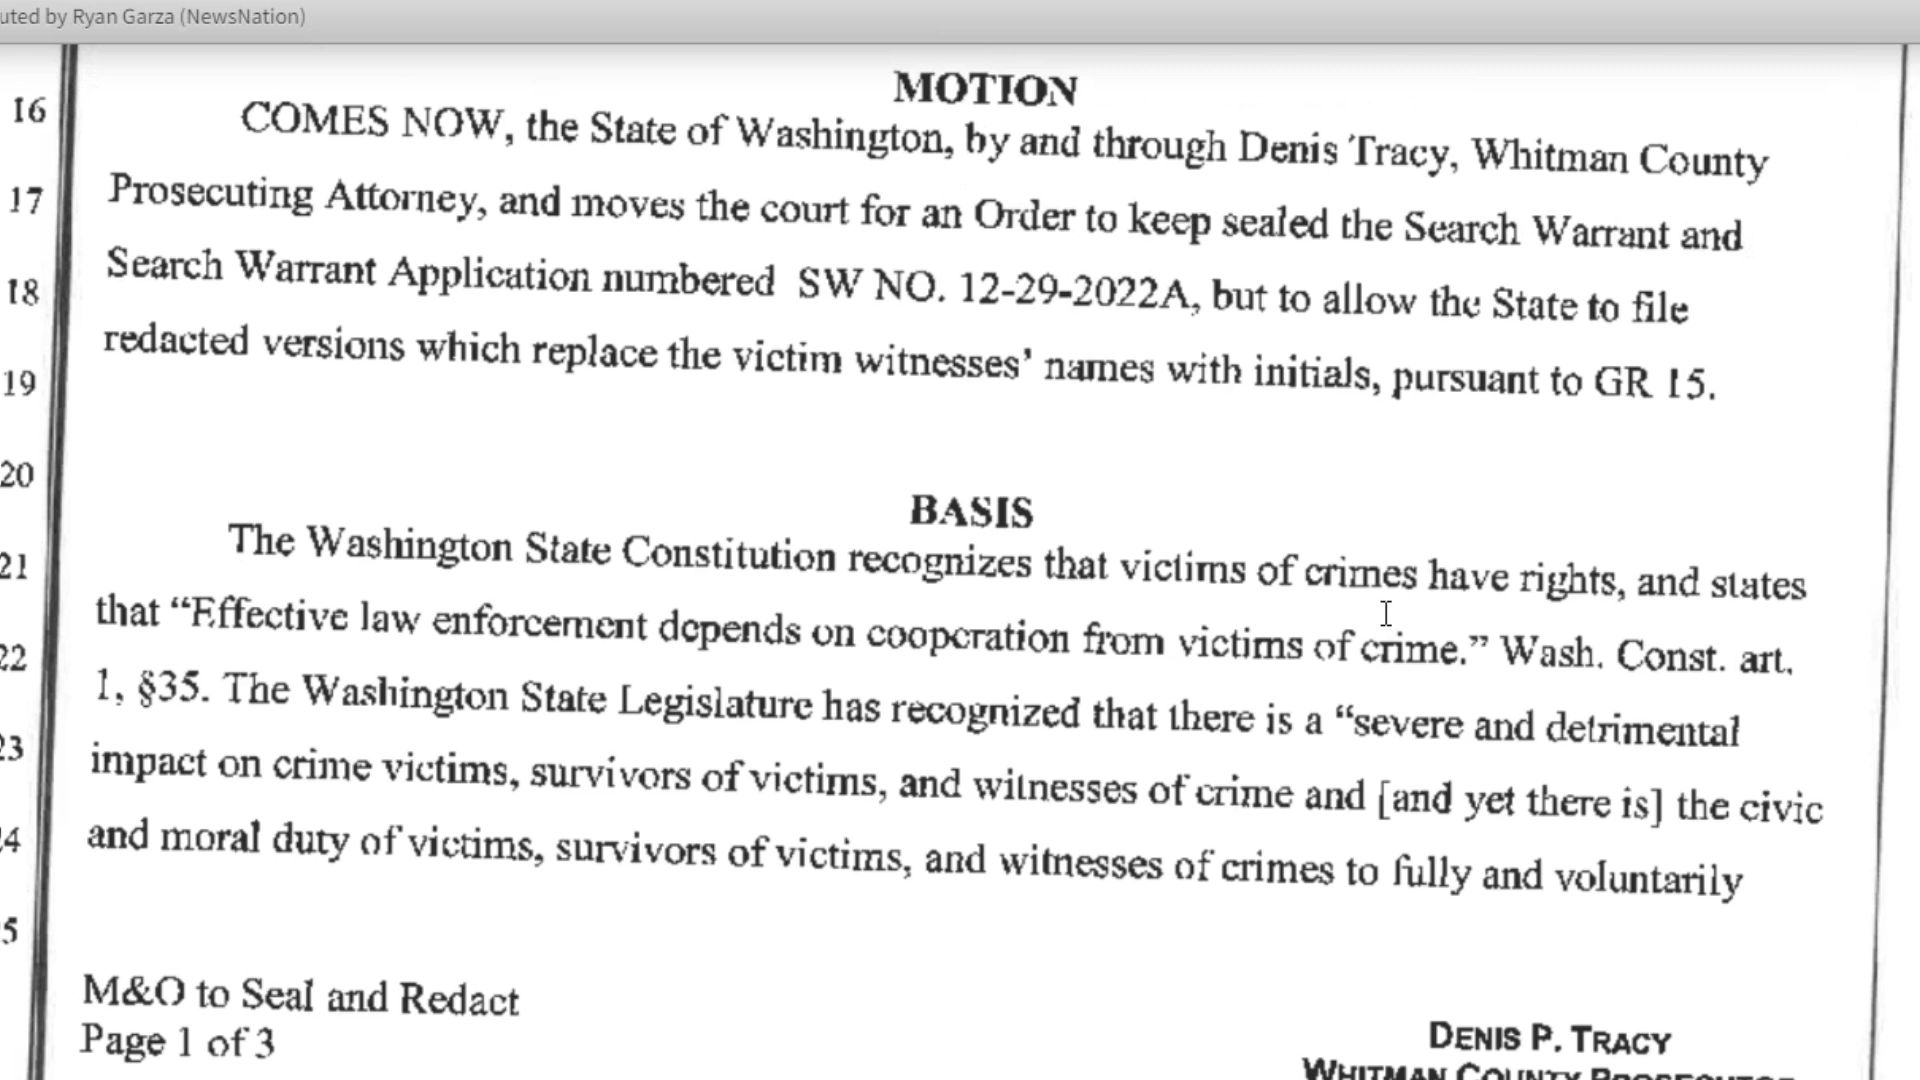 uted by Ryan Garza (NewsNation)
MOTION
16
COMES NOW, the State of Washington, by and through Denis Tracy, Whitman County
17
Prosecuting Attorney, and moves the court for an Order to keep sealed the Search Warrant and
18
Search Warrant Application numbered SW NO. 12-29-2022A, but to allow the State to file
19
redacted versions which replace the victim witnesses’ names with initials, pursuant to GR 15.
20
BASIS
21
The Washington State Constitution recognizes that victims of crimes have rights, and states
22
that “Effective law enforcement depends on cooperation from victims of crime.” Wash. Const. art.
1, §35. The Washington State Legislature has recognized that there is a “severe and detrimental
23
impact on crime victims, survivors of victims, and witnesses of crime and [and yet there is] the civic
24
and moral duty of victims, survivors of victims, and witnesses of crimes to fully and voluntarily
5
M&O to Seal and Redact
Page 1 of 3
DENIS P. TRACY
WHITMAN COUNTY PROSECUTOR